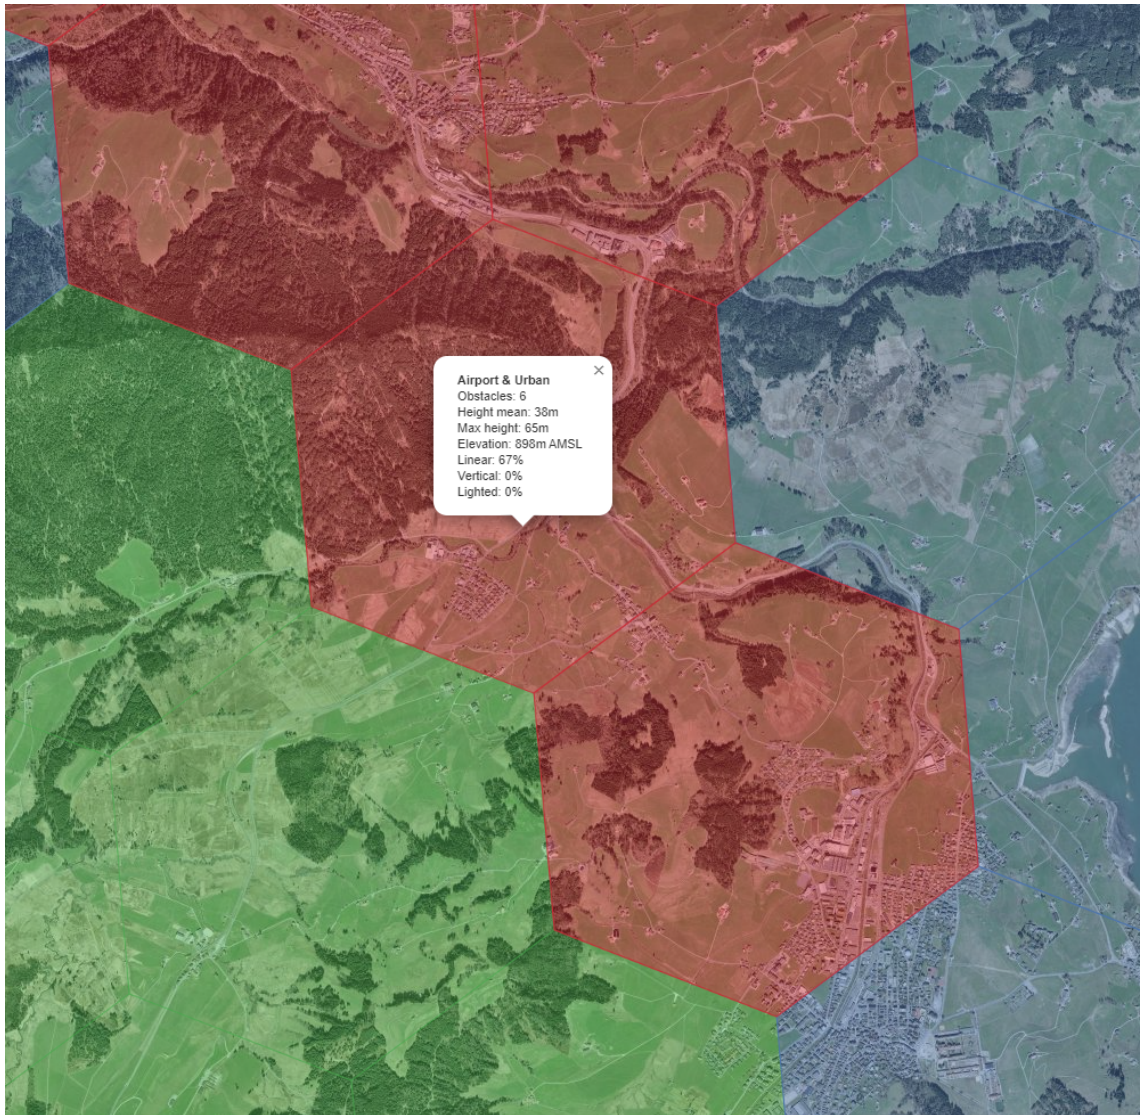 Airport & Urban
Obstacles: 6
Height mean: 38m
Max height: 65m
Elevation: 898m AMSL
Linear: 67%
Vertical: 0%
Lighted: 0%